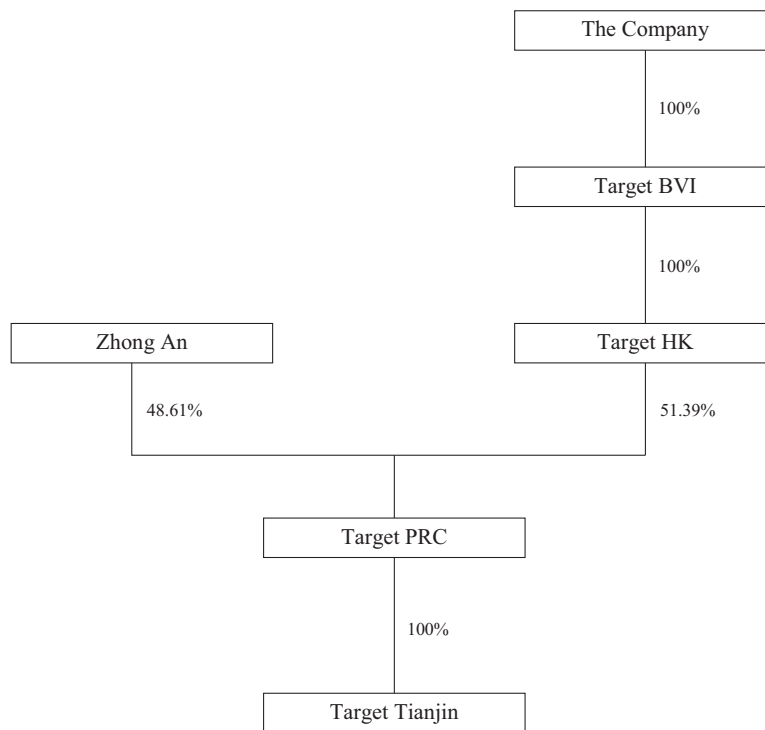 The Company
100%
Target BVI
100%
Zhong An
Target HK
48.61%
51.39%
Target PRC
100%
Target Tianjin